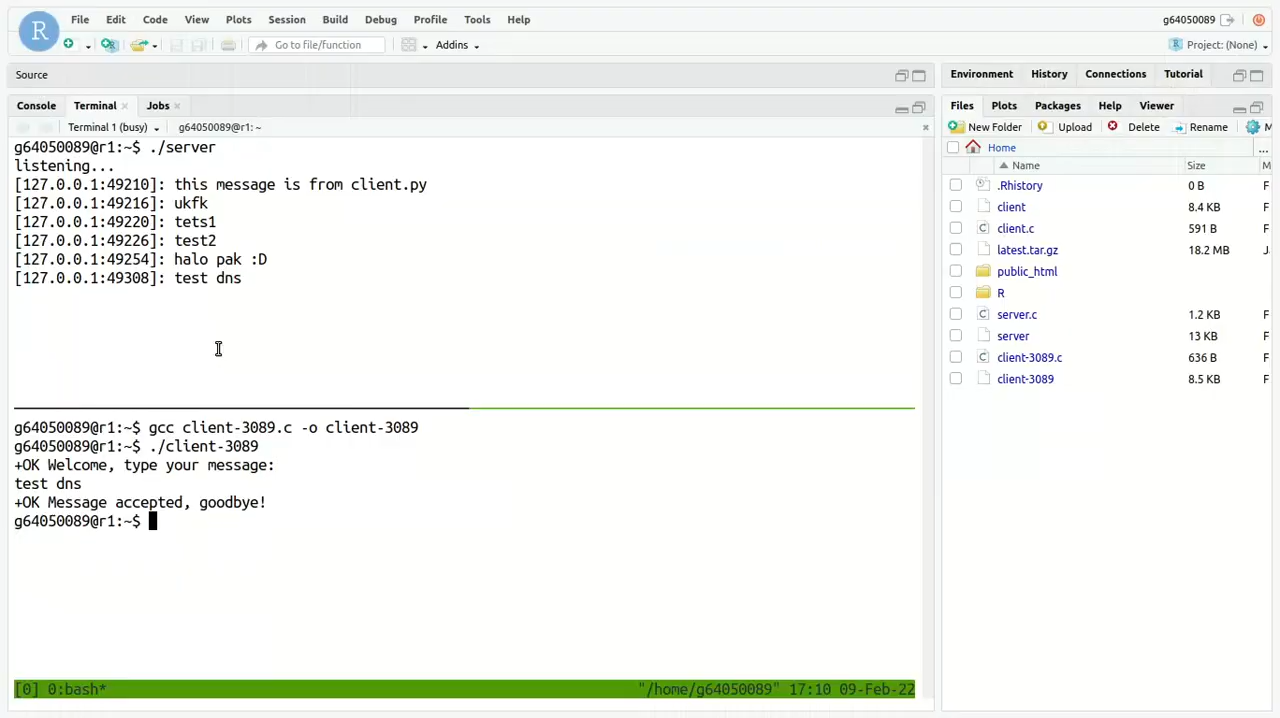 File Edit Code View Plots Session Build Debug Profile Tools Help g64050089
R Go to file/function Addins Project: (None)
Source
Environment History Connections Tutorial
Console Terminal Jobs
Files Plots Packages Help Viewer
Terminal 1 (busy) g64050089@r1: ~
New Folder Upload Delete Rename M
Home ...
Name Size M
.Rhistory 0 B F
client 8.4 KB F
client.c 591 B F
latest.tar.gz 18.2 MB J
public_html
R
server.c 1.2 KB F
server 13 KB F
client-3089.c 636 B F
client-3089 8.5 KB F
g64050089@r1:~$ ./server
listening...
[127.0.0.1:49210]: this message is from client.py
[127.0.0.1:49216]: ukfk
[127.0.0.1:49220]: tets1
[127.0.0.1:49226]: test2
[127.0.0.1:49254]: halo pak :D
[127.0.0.1:49308]: test dns
g64050089@r1:~$ gcc client-3089.c -o client-3089
g64050089@r1:~$ ./client-3089
+OK Welcome, type your message:
test dns
+OK Message accepted, goodbye!
g64050089@r1:~$
[0] 0:bash* "/home/g64050089" 17:10 09-Feb-22